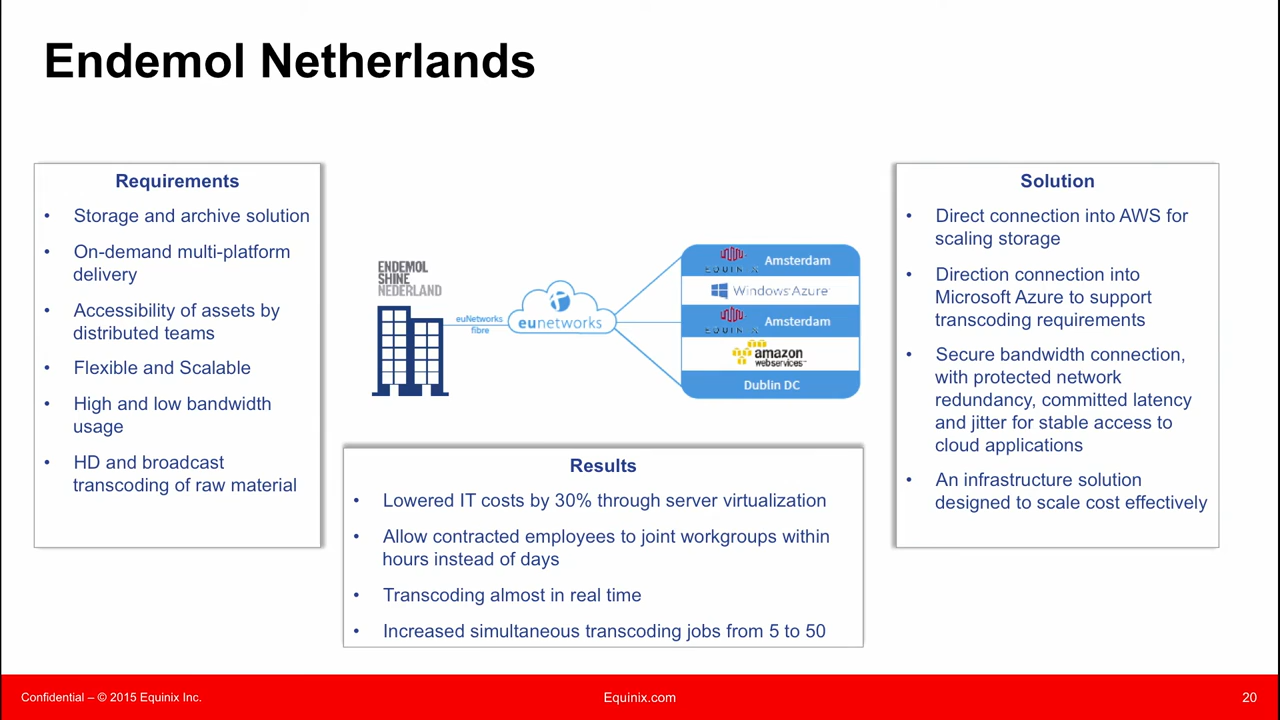 Endemol Netherlands
Requirements
• Storage and archive solution
• On-demand multi-platform
delivery
• Accessibility of assets by
distributed teams
• Flexible and Scalable
• High and low bandwidth
usage
• HD and broadcast
transcoding of raw material
ENDEMOL
SHINE
NEDERLAND
euNetworks
fibre
eunetworks
EQUINIX Amsterdam
Windows Azure
EQUINIX Amsterdam
amazon
webservices™
Dublin DC
Results
• Lowered IT costs by 30% through server virtualization
• Allow contracted employees to joint workgroups within
hours instead of days
• Transcoding almost in real time
• Increased simultaneous transcoding jobs from 5 to 50
Solution
• Direct connection into AWS for
scaling storage
• Direction connection into
Microsoft Azure to support
transcoding requirements
• Secure bandwidth connection,
with protected network
redundancy, committed latency
and jitter for stable access to
cloud applications
• An infrastructure solution
designed to scale cost effectively
Confidential – © 2015 Equinix Inc.
Equinix.com
20